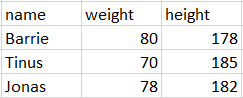 name weight height
Barrie 80 178
Tinus 70 185
Jonas 78 182